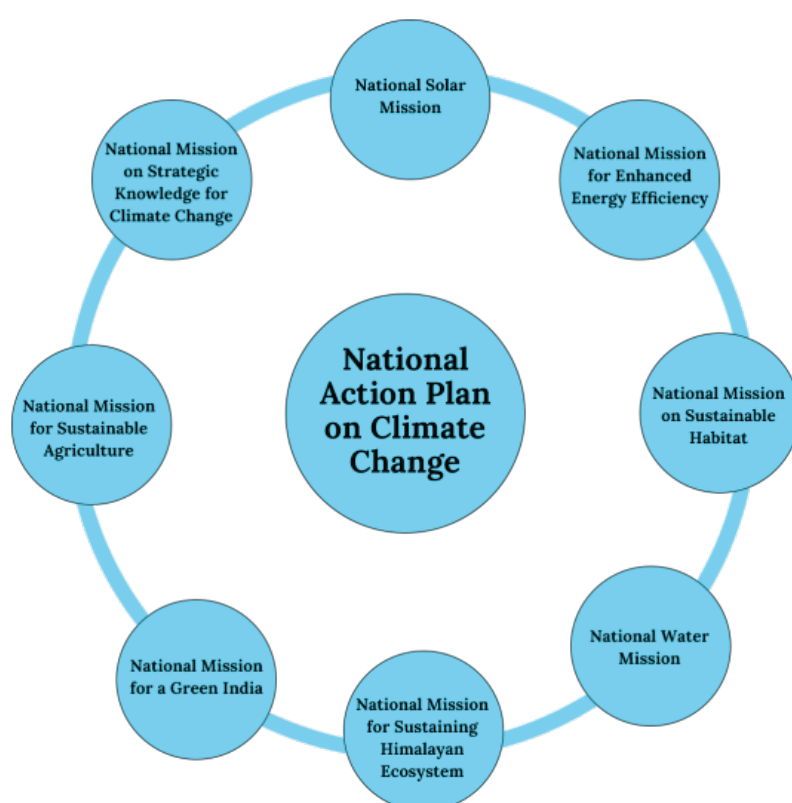 National Solar
Mission
National Mission
for Enhanced
Energy Efficiency
National Mission
on Sustainable
Habitat
National Water
Mission
National Mission
for Sustaining
Himalayan
Ecosystem
National Mission
for a Green India
National Mission
for Sustainable
Agriculture
National Mission
on Strategic
Knowledge for
Climate Change
National
Action Plan
on Climate
Change